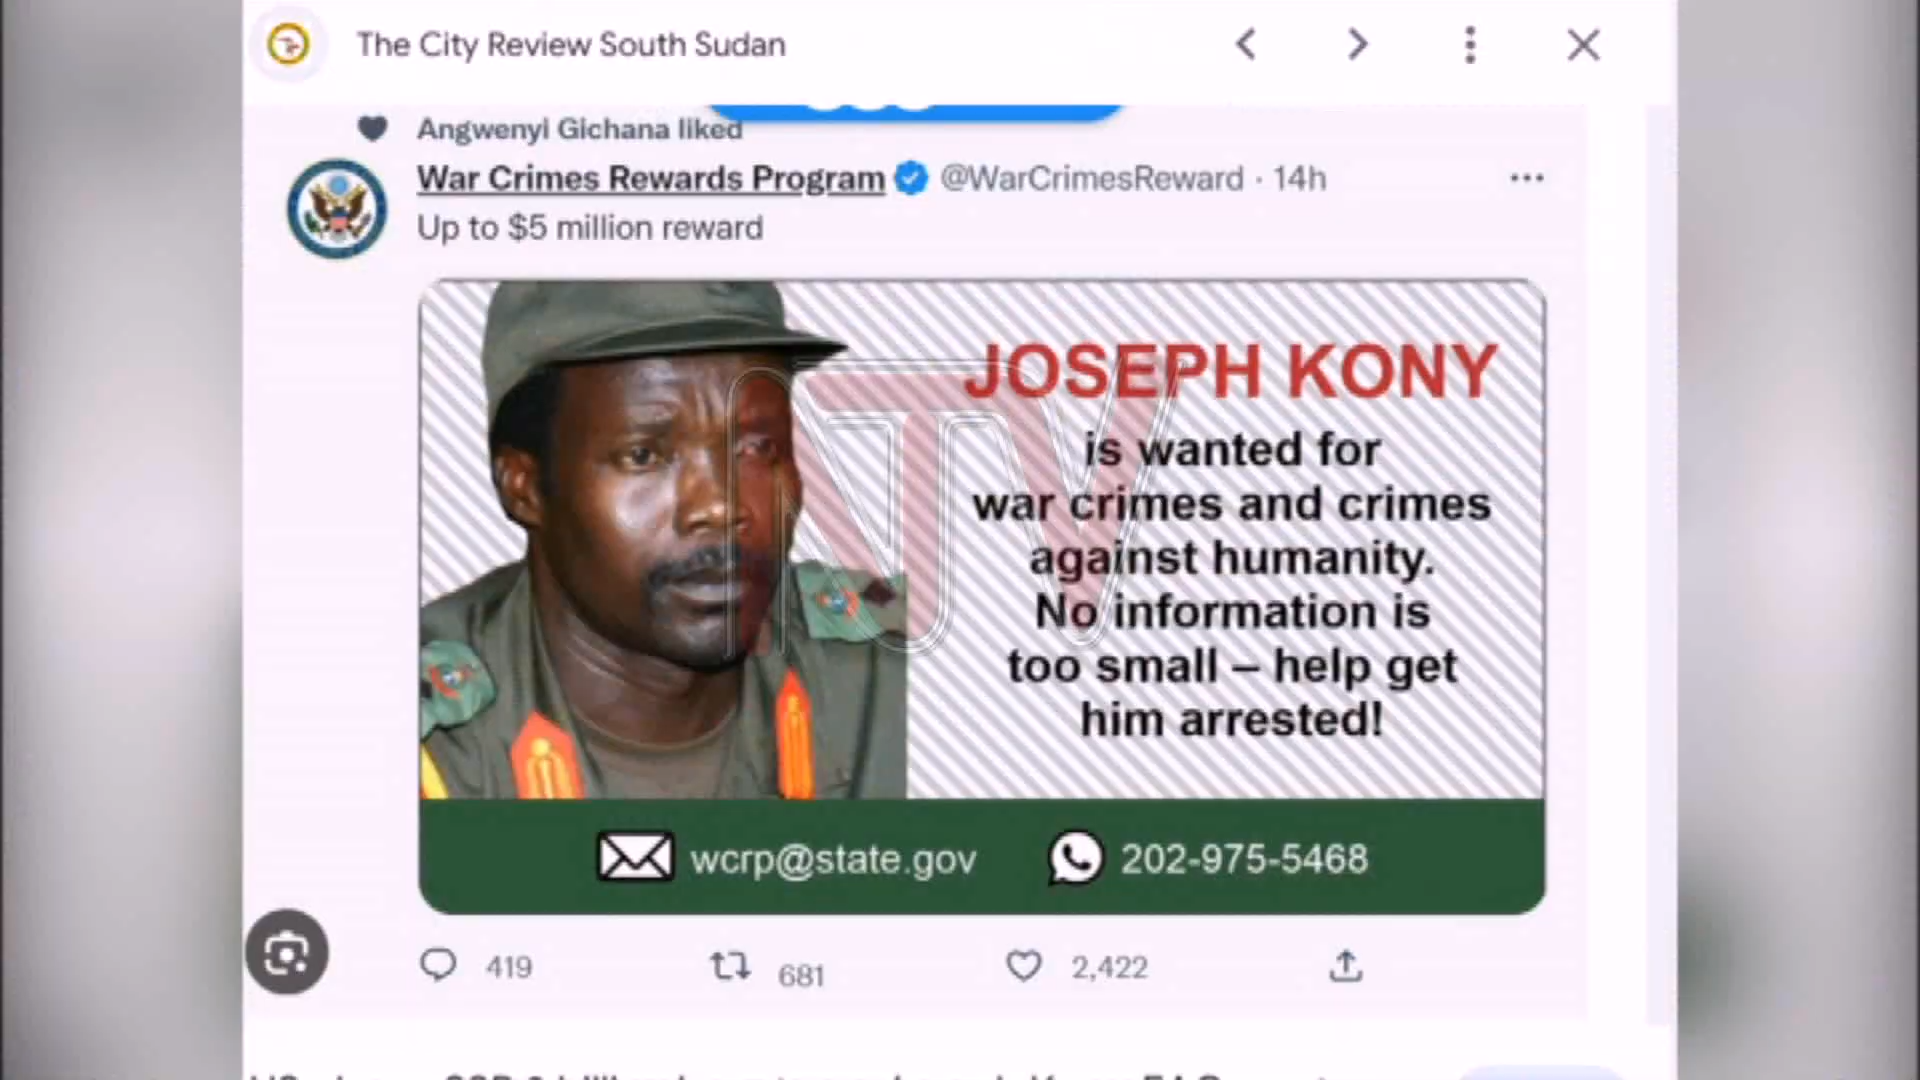 The City Review South Sudan
Angwenyi Gichana liked
War Crimes Rewards Program @WarCrimesReward · 14h
Up to $5 million reward
JOSEPH KONY
is wanted for
war crimes and crimes
against humanity.
No information is
too small – help get
him arrested!
NTV
wcrp@state.gov 202-975-5468
419 681 2,422